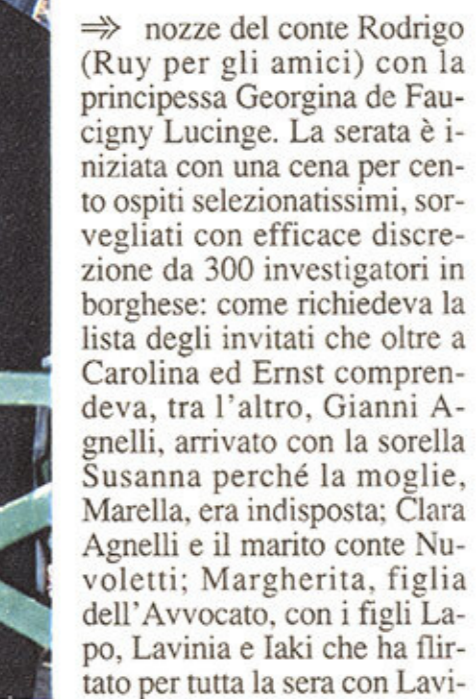 ⇒ nozze del conte Rodrigo
(Ruy per gli amici) con la
principessa Georgina de Fau-
cigny Lucinge. La serata è i-
niziata con una cena per cen-
to ospiti selezionatissimi, sor-
vegliati con efficace discre-
zione da 300 investigatori in
borghese: come richiedeva la
lista degli invitati che oltre a
Carolina ed Ernst compren-
deva, tra l'altro, Gianni A-
gnelli, arrivato con la sorella
Susanna perché la moglie,
Marella, era indisposta; Clara
Agnelli e il marito conte Nu-
voletti; Margherita, figlia
dell'Avvocato, con i figli La-
po, Lavinia e Iaki che ha flir-
tato per tutta la sera con Lavi-